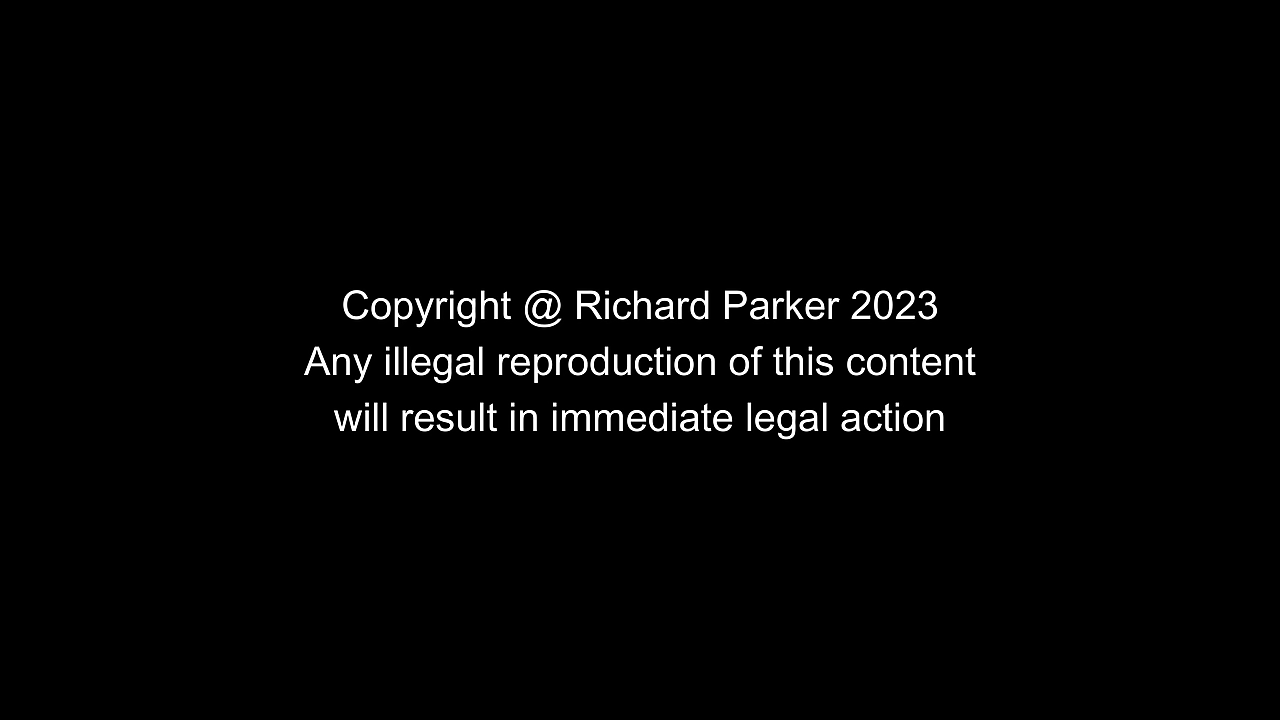 Copyright @ Richard Parker 2023
Any illegal reproduction of this content
will result in immediate legal action